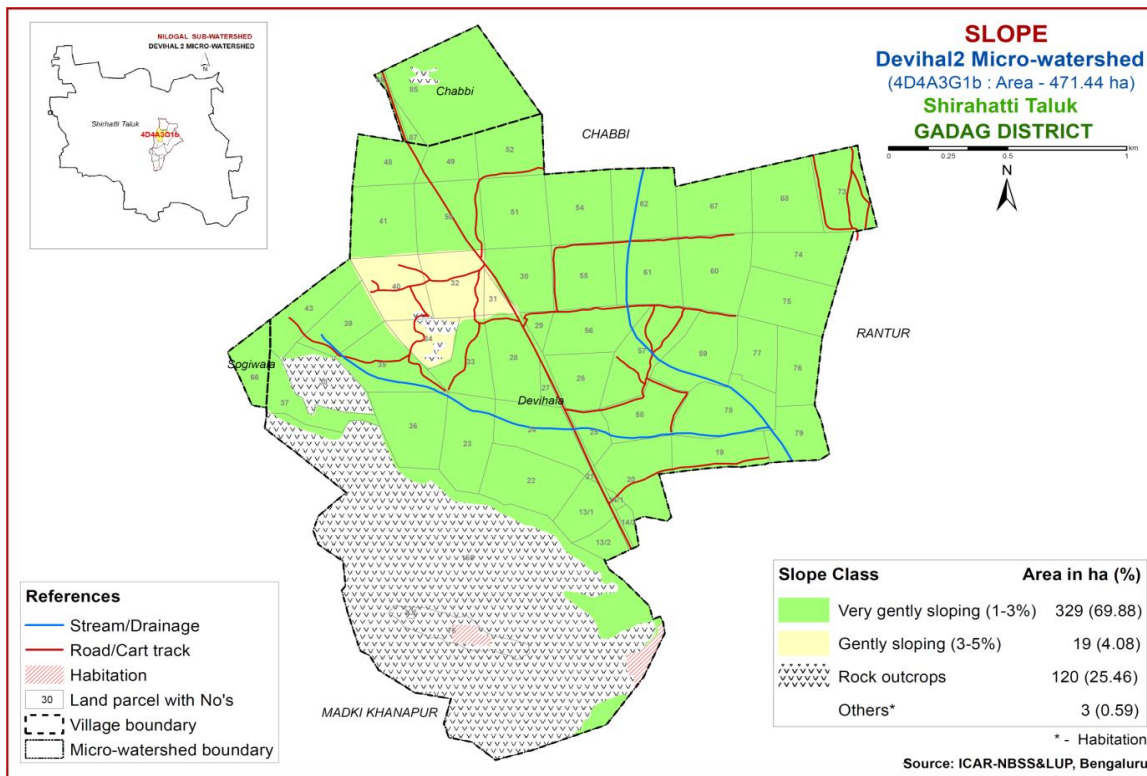 NILOGAL SUB-WATERSHED
DEVIHAL 2 MICRO-WATERSHED
N
Shirhatti Taluk
4D4A3G1b
SLOPE
Devihal2 Micro-watershed
(4D4A3G1b : Area - 471.44 ha)
Shirahatti Taluk
GADAG DISTRICT
0 0.25 0.5 1 km
N
Chabbi
CHABBI
RANTUR
Sogiwala
Devihala
MADKI KHANAPUR
85
57
48 49 52
41 50 51 54 62 67 68 73
40 32 31 30 55 61 60 74
75
43 39 29 56
35 33 28 57 59 77 76
66 37 27 26
36 58 78
23 24 25 79
19
22 21 20
13/1
13/2
References
Stream/Drainage
Road/Cart track
Habitation
30 Land parcel with No's
Village boundary
Micro-watershed boundary
Slope Class Area in ha (%)
Very gently sloping (1-3%) 329 (69.88)
Gently sloping (3-5%) 19 (4.08)
Rock outcrops 120 (25.46)
Others* 3 (0.59)
* - Habitation
Source: ICAR-NBSS&LUP, Bengaluru